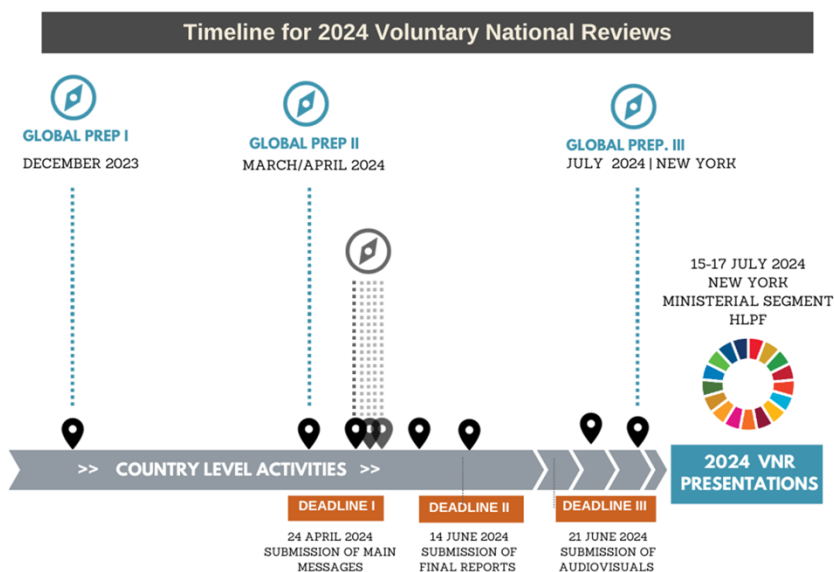 Timeline for 2024 Voluntary National Reviews
GLOBAL PREP I
DECEMBER 2023
GLOBAL PREP II
MARCH/APRIL 2024
GLOBAL PREP. III
JULY 2024 | NEW YORK
15-17 JULY 2024
NEW YORK
MINISTERIAL SEGMENT
HLPF
>> COUNTRY LEVEL ACTIVITIES >>
2024 VNR
PRESENTATIONS
DEADLINE I
24 APRIL 2024
SUBMISSION OF MAIN
MESSAGES
DEADLINE II
14 JUNE 2024
SUBMISSION OF
FINAL REPORTS
DEADLINE III
21 JUNE 2024
SUBMISSION OF
AUDIOVISUALS